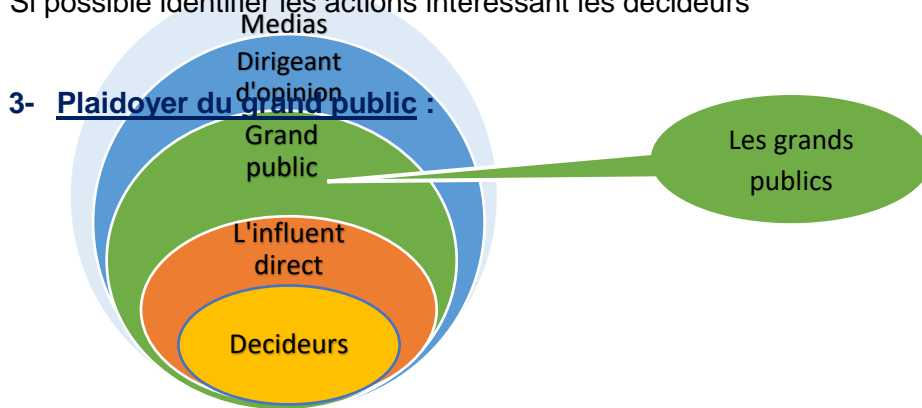 Si possible identifier les actions intéressant les décideurs
Medias
Dirigeant
d'opinion
3- Plaidoyer du grand public :
Grand
public
Les grands
publics
L'influent
direct
Decideurs